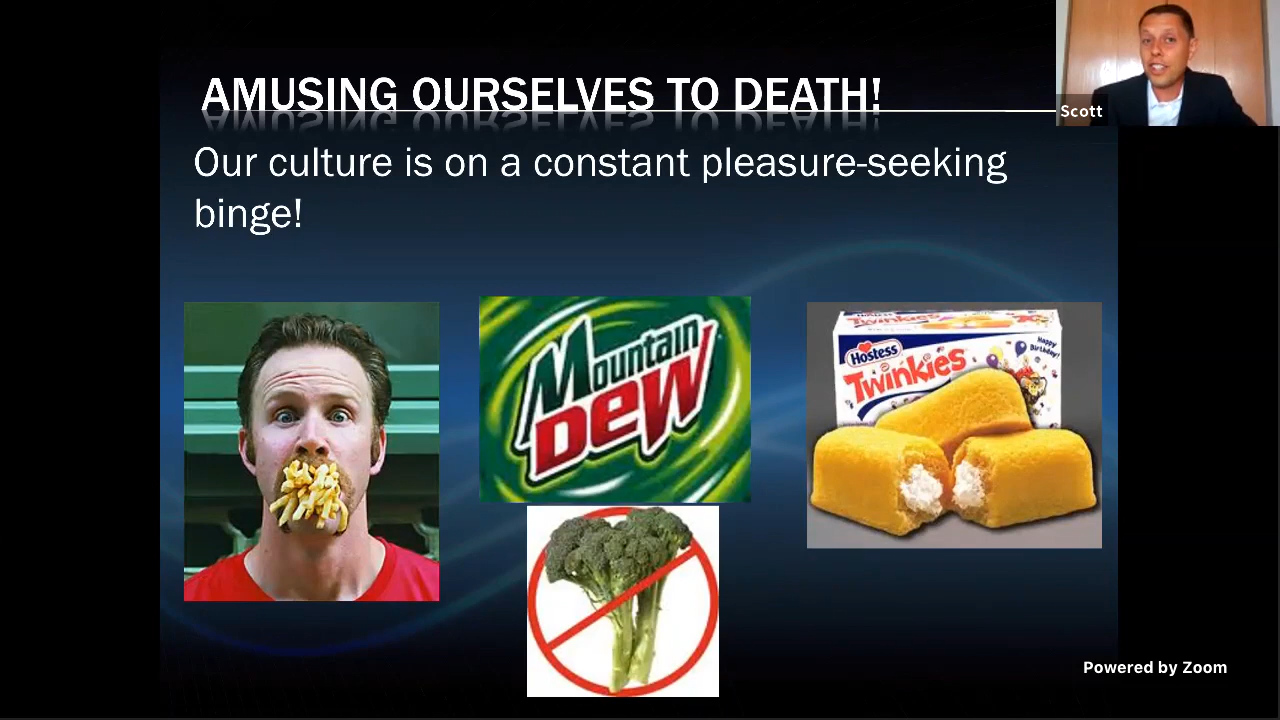 AMUSING OURSELVES TO DEATH!
Scott
Our culture is on a constant pleasure-seeking
binge!
Mountain
Dew
Hostess
Twinkies
Happy
Birthday!
Powered by Zoom